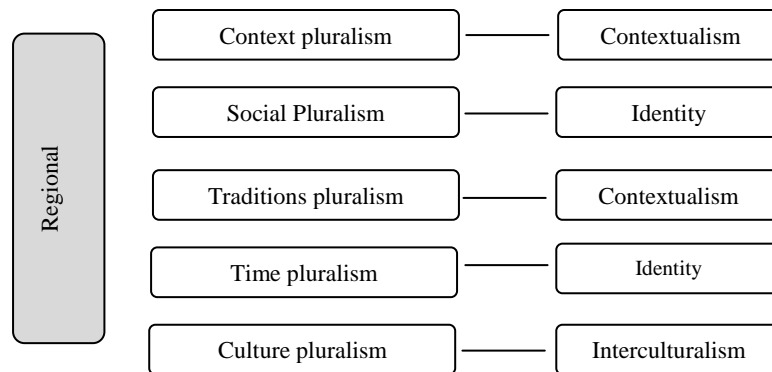 Regional
Context pluralism
Contextualism
Social Pluralism
Identity
Traditions pluralism
Contextualism
Time pluralism
Identity
Culture pluralism
Interculturalism